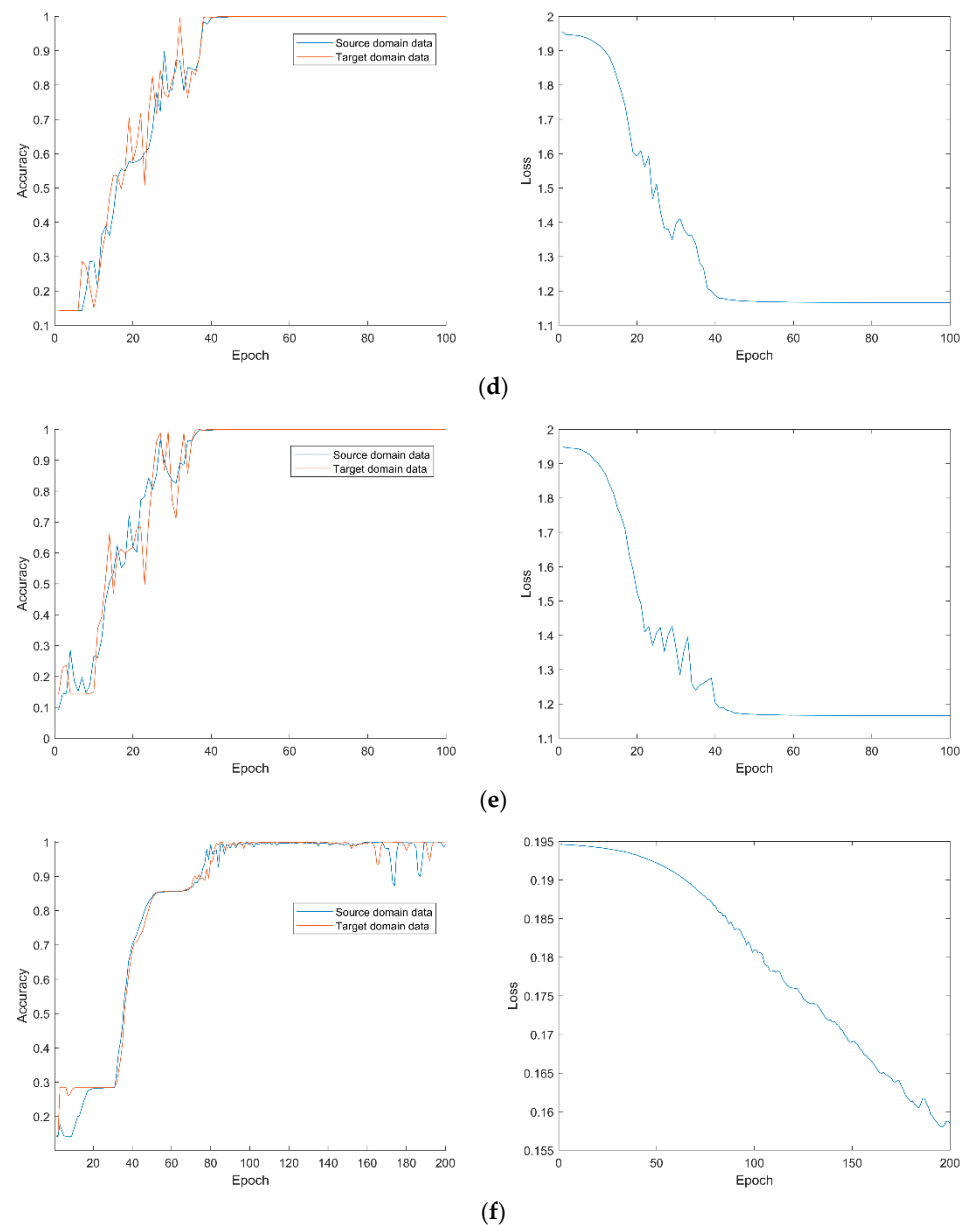 1
0.9
0.8
0.7
0.6
0.5
0.4
0.3
0.2
0.1
0 20 40 60 80 100
Accuracy
Epoch
Source domain data
Target domain data
2
1.9
1.8
1.7
1.6
1.5
1.4
1.3
1.2
1.1
0 20 40 60 80 100
Loss
Epoch
(d)
1
0.9
0.8
0.7
0.6
0.5
0.4
0.3
0.2
0.1
0
0 20 40 60 80 100
Accuracy
Epoch
Source domain data
Target domain data
2
1.9
1.8
1.7
1.6
1.5
1.4
1.3
1.2
1.1
0 20 40 60 80 100
Loss
Epoch
(e)
1
0.9
0.8
0.7
0.6
0.5
0.4
0.3
0.2
20 40 60 80 100 120 140 160 180 200
Accuracy
Epoch
Source domain data
Target domain data
0.195
0.19
0.185
0.18
0.175
0.17
0.165
0.16
0.155
0 50 100 150 200
Loss
Epoch
(f)